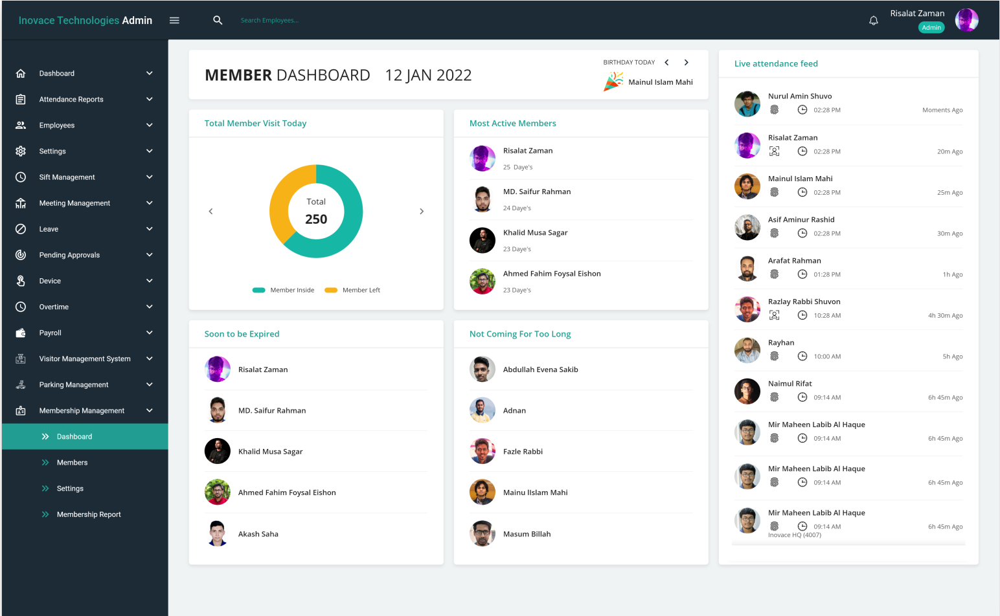 Inovace Technologies Admin
Search Employees...
Risalat Zaman
Admin
Dashboard
Attendance Reports
Employees
Settings
Sift Management
Meeting Management
Leave
Pending Approvals
Device
Overtime
Payroll
Visitor Management System
Parking Management
Membership Management
Dashboard
Members
Settings
Membership Report
MEMBER DASHBOARD 12 JAN 2022
BIRTHDAY TODAY
Mainul Islam Mahi
Total Member Visit Today
Total
250
Member Inside Member Left
Most Active Members
Risalat Zaman
25 Daye's
MD. Saifur Rahman
24 Daye's
Khalid Musa Sagar
23 Daye's
Ahmed Fahim Foysal Eishon
23 Daye's
Soon to be Expired
Risalat Zaman
MD. Saifur Rahman
Khalid Musa Sagar
Ahmed Fahim Foysal Eishon
Akash Saha
Not Coming For Too Long
Abdullah Evena Sakib
Adnan
Fazle Rabbi
Mainu lIslam Mahi
Masum Billah
Live attendance feed
Nurul Amin Shuvo
02:28 PM Moments Ago
Risalat Zaman
02:28 PM 20m Ago
Mainul Islam Mahi
02:28 PM 25m Ago
Asif Aminur Rashid
02:28 PM 30m Ago
Arafat Rahman
01:28 PM 1h Ago
Razlay Rabbi Shuvon
10:28 AM 4h 30m Ago
Rayhan
10:00 AM 5h Ago
Naimul Rifat
09:14 AM 6h 45m Ago
Mir Maheen Labib Al Haque
09:14 AM 6h 45m Ago
Mir Maheen Labib Al Haque
09:14 AM 6h 45m Ago
Mir Maheen Labib Al Haque
09:14 AM 6h 45m Ago
Inovace HQ (4007)